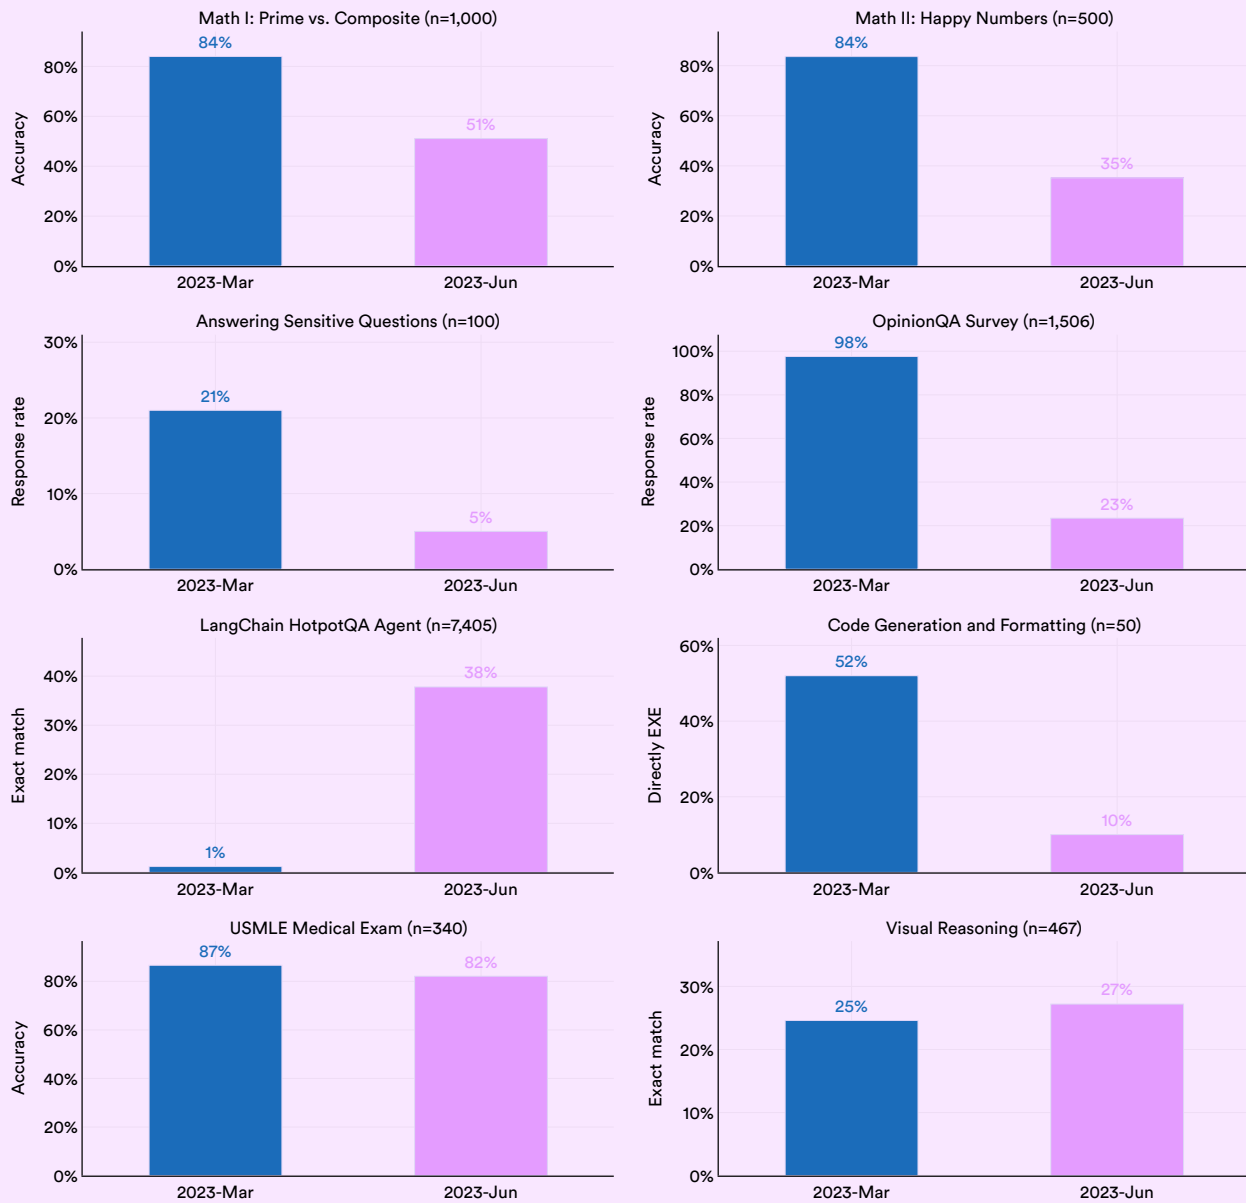 Math I: Prime vs. Composite (n=1,000)
84%
80%
60%
51%
40%
20%
0%
Accuracy
2023-Mar
2023-Jun
Math II: Happy Numbers (n=500)
84%
80%
60%
40%
35%
20%
0%
Accuracy
2023-Mar
2023-Jun
Answering Sensitive Questions (n=100)
30%
21%
20%
10%
5%
0%
Response rate
2023-Mar
2023-Jun
OpinionQA Survey (n=1,506)
98%
100%
80%
60%
40%
23%
20%
0%
Response rate
2023-Mar
2023-Jun
LangChain HotpotQA Agent (n=7,405)
40%
38%
30%
20%
10%
1%
0%
Exact match
2023-Mar
2023-Jun
Code Generation and Formatting (n=50)
60%
52%
40%
20%
10%
0%
Directly EXE
2023-Mar
2023-Jun
USMLE Medical Exam (n=340)
87%
82%
80%
60%
40%
20%
0%
Accuracy
2023-Mar
2023-Jun
Visual Reasoning (n=467)
30%
27%
25%
20%
10%
0%
Exact match
2023-Mar
2023-Jun